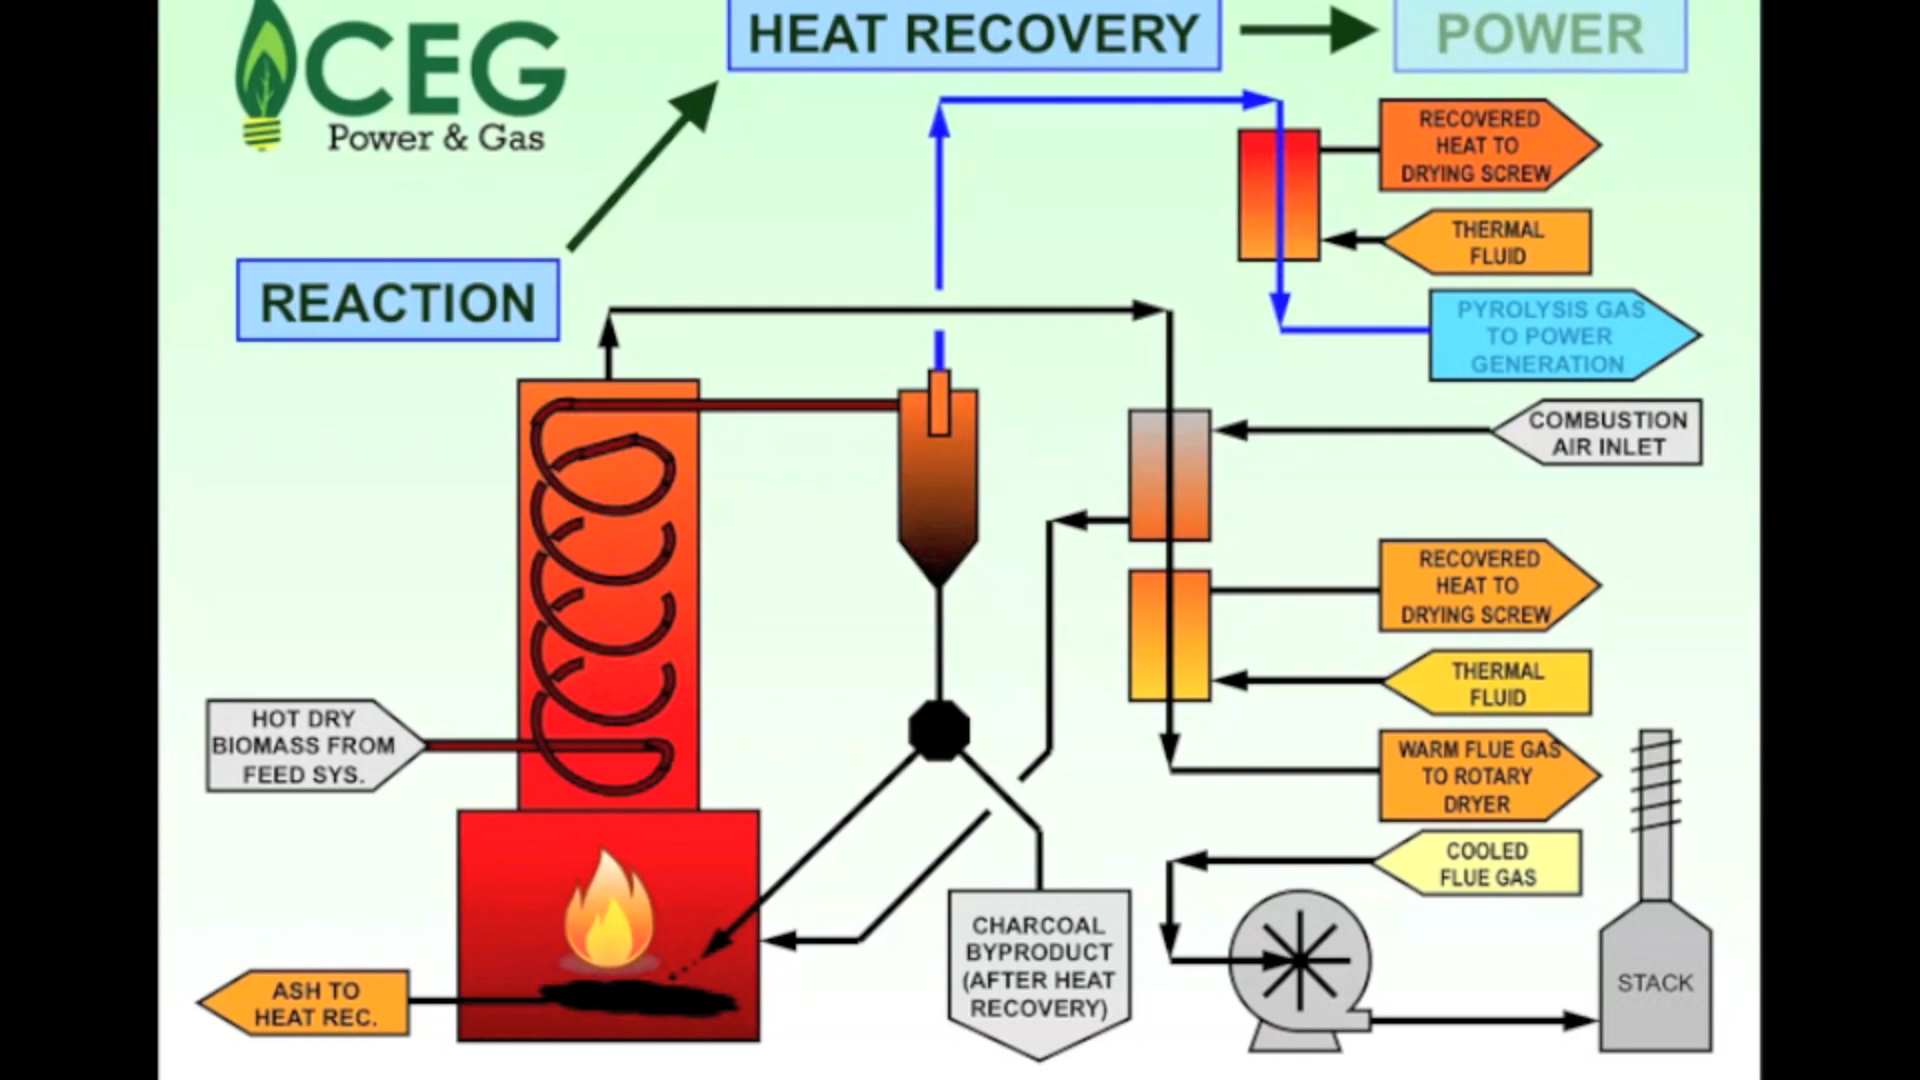 CEG
Power & Gas
HEAT RECOVERY
POWER
REACTION
RECOVERED
HEAT TO
DRYING SCREW
THERMAL
FLUID
PYROLYSIS GAS
TO POWER
GENERATION
COMBUSTION
AIR INLET
RECOVERED
HEAT TO
DRYING SCREW
THERMAL
FLUID
HOT DRY
BIOMASS FROM
FEED SYS.
WARM FLUE GAS
TO ROTARY
DRYER
COOLED
FLUE GAS
CHARCOAL
BYPRODUCT
(AFTER HEAT
RECOVERY)
STACK
ASH TO
HEAT REC.